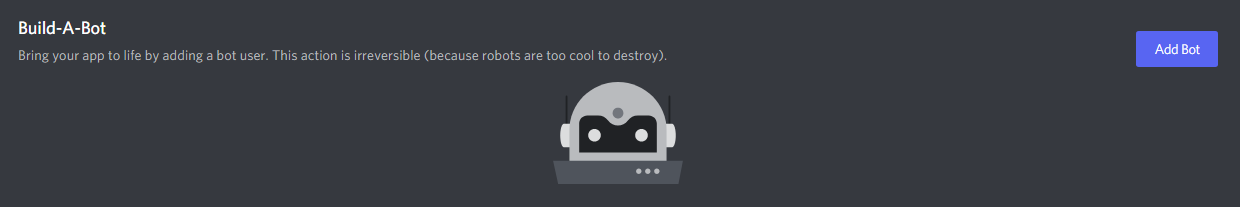 Build-A-Bot
Bring your app to life by adding a bot user. This action is irreversible (because robots are too cool to destroy).
Add Bot